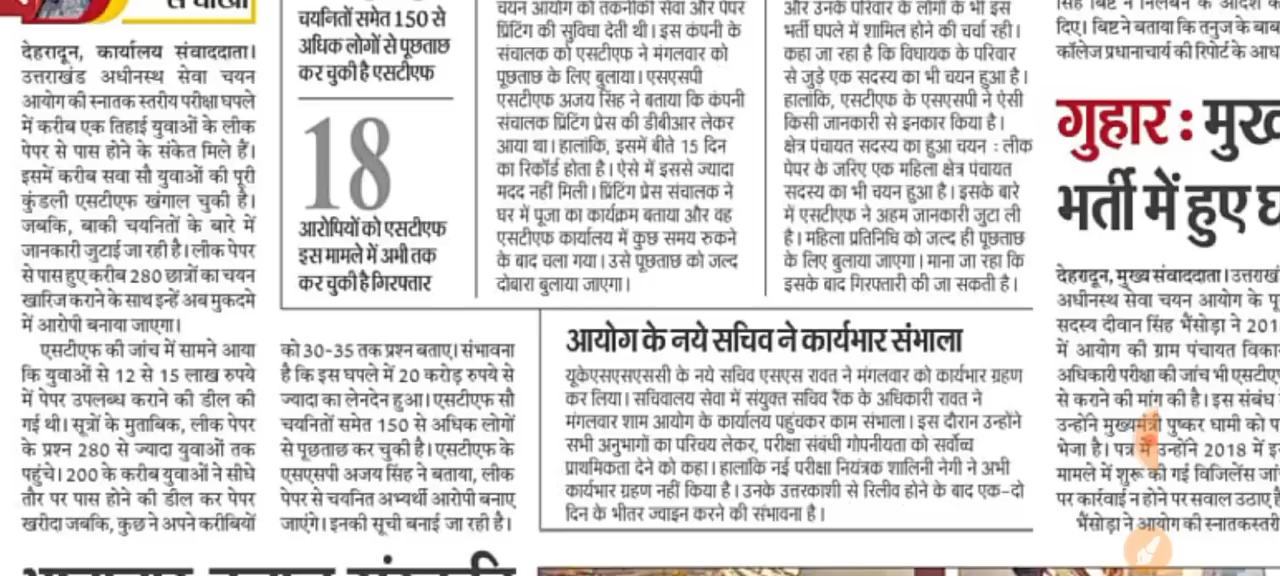 से धोखा
देहरादून, कार्यालय संवाददाता।
उत्तराखंड अधीनस्थ सेवा चयन
आयोग की स्नातक स्तरीय परीक्षा घपले
में करीब एक तिहाई युवाओं के लीक
पेपर से पास होने के संकेत मिले हैं।
इसमें करीब सवा सौ युवाओं की पूरी
कुंडली एसटीएफ खंगाल चुकी है।
जबकि, बाकी चयनितों के बारे में
जानकारी जुटाई जा रही है। लीक पेपर
से पास हुए करीब 280 छात्रों का चयन
खारिज कराने के साथ इन्हें अब मुकदमे
में आरोपी बनाया जाएगा।
एसटीएफ की जांच में सामने आया
कि युवाओं से 12 से 15 लाख रुपये
में पेपर उपलब्ध कराने की डील की
गई थी। सूत्रों के मुताबिक, लीक पेपर
के प्रश्न 280 से ज्यादा युवाओं तक
पहुंचे। 200 के करीब युवाओं ने सीधे
तौर पर पास होने की डील कर पेपर
खरीदा जबकि, कुछ ने अपने करीबियों
चयनितों समेत 150 से
अधिक लोगों से पूछताछ
कर चुकी है एसटीएफ
18
आरोपियों को एसटीएफ
इस मामले में अभी तक
कर चुकी है गिरफ्तार
को 30-35 तक प्रश्न बताए। संभावना
है कि इस घपले में 20 करोड़ रुपये से
ज्यादा का लेनदेन हुआ। एसटीएफ सौ
चयनितों समेत 150 से अधिक लोगों
से पूछताछ कर चुकी है। एसटीएफ के
एसएसपी अजय सिंह ने बताया, लीक
पेपर से चयनित अभ्यर्थी आरोपी बनाए
जाएंगे। इनकी सूची बनाई जा रही है।
चयन आयोग को तकनीकी सेवा और पेपर
प्रिंटिंग की सुविधा देती थी। इस कंपनी के
संचालक को एसटीएफ ने मंगलवार को
पूछताछ के लिए बुलाया। एसएसपी
एसटीएफ अजय सिंह ने बताया कि कंपनी
संचालक प्रिंटिंग प्रेस की डीबीआर लेकर
आया था। हालांकि, इसमें बीते 15 दिन
का रिकॉर्ड होता है। ऐसे में इससे ज्यादा
मदद नहीं मिली। प्रिंटिंग प्रेस संचालक ने
घर में पूजा का कार्यक्रम बताया और वह
एसटीएफ कार्यालय में कुछ समय रुकने
के बाद चला गया। उसे पूछताछ को जल्द
दोबारा बुलाया जाएगा।
और उनके परिवार के लोगों के भी इस
भर्ती घपले में शामिल होने की चर्चा रही।
कहा जा रहा है कि विधायक के परिवार
से जुड़े एक सदस्य का भी चयन हुआ है।
हालांकि, एसटीएफ के एसएसपी ने ऐसी
किसी जानकारी से इनकार किया है।
क्षेत्र पंचायत सदस्य का हुआ चयन : लीक
पेपर के जरिए एक महिला क्षेत्र पंचायत
सदस्य का भी चयन हुआ है। इसके बारे
में एसटीएफ ने अहम जानकारी जुटा ली
है। महिला प्रतिनिधि को जल्द ही पूछताछ
के लिए बुलाया जाएगा। माना जा रहा कि
इसके बाद गिरफ्तारी की जा सकती है।
आयोग के नये सचिव ने कार्यभार संभाला
यूकेएसएसएससी के नये सचिव एसएस रावत ने मंगलवार को कार्यभार ग्रहण
कर लिया। सचिवालय सेवा में संयुक्त सचिव रैंक के अधिकारी रावत ने
मंगलवार शाम आयोग के कार्यालय पहुंचकर काम संभाला। इस दौरान उन्होंने
सभी अनुभागों का परिचय लेकर, परीक्षा संबंधी गोपनीयता को सर्वोच्च
प्राथमिकता देने को कहा। हालांकि नई परीक्षा नियंत्रक शालिनी नेगी ने अभी
कार्यभार ग्रहण नहीं किया है। उनके उत्तरकाशी से रिलीव होने के बाद एक-दो
दिन के भीतर ज्वाइन करने की संभावना है।
दिए। बिष्ट ने बताया कि तनुज के बाब
कॉलेज प्रधानाचार्य की रिपोर्ट के आध
गुहार : मुख
भर्ती में हुए घ
देहरादून, मुख्य संवाददाता। उत्तराखं
अधीनस्थ सेवा चयन आयोग के पू
सदस्य दीवान सिंह भैंसोड़ा ने 201
में आयोग की ग्राम पंचायत विकास
अधिकारी परीक्षा की जांच भी एसटीए
से कराने की मांग की है। इस संबंध
उन्होंने मुख्यमंत्री पुष्कर धामी को प
भेजा है। पत्र में उन्होंने 2018 में इ
मामले में शुरू की गई विजिलेंस जां
पर कार्रवाई न होने पर सवाल उठाए
भैंसोड़ा ने आयोग की स्नातकस्तरी